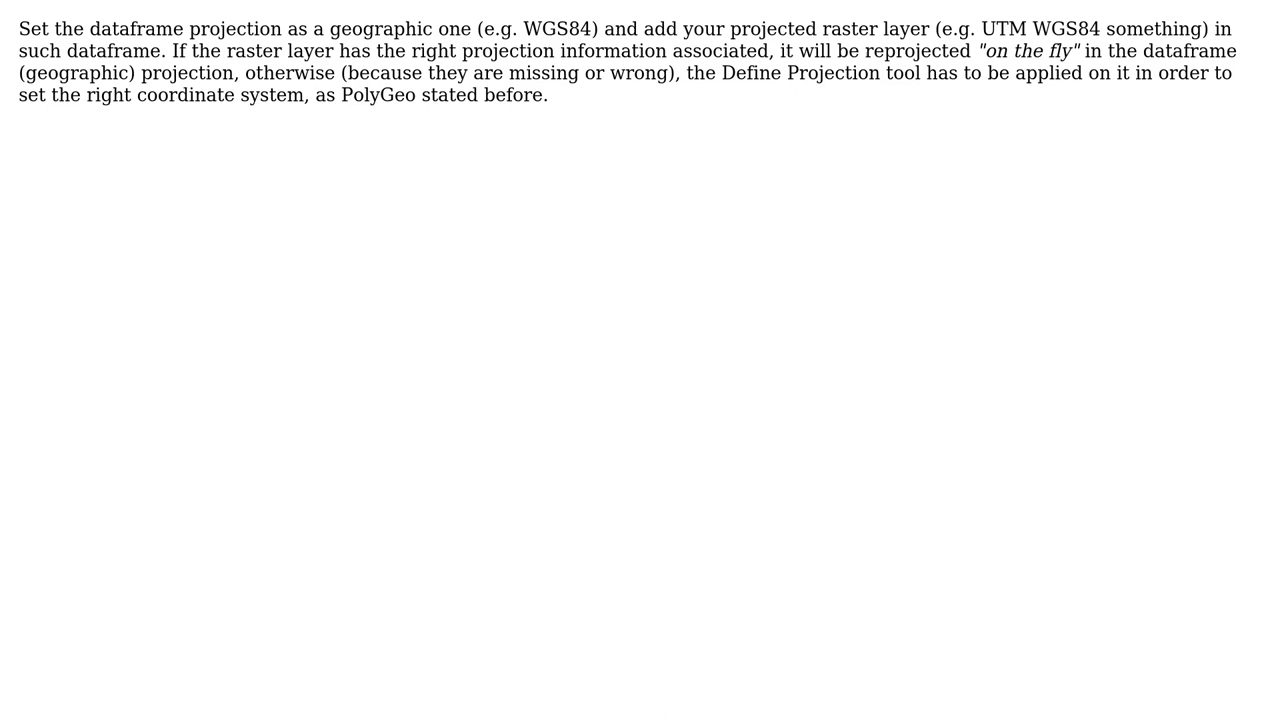 Set the dataframe projection as a geographic one (e.g. WGS84) and add your projected raster layer (e.g. UTM WGS84 something) in
such dataframe. If the raster layer has the right projection information associated, it will be reprojected "on the fly" in the dataframe
(geographic) projection, otherwise (because they are missing or wrong), the Define Projection tool has to be applied on it in order to
set the right coordinate system, as PolyGeo stated before.